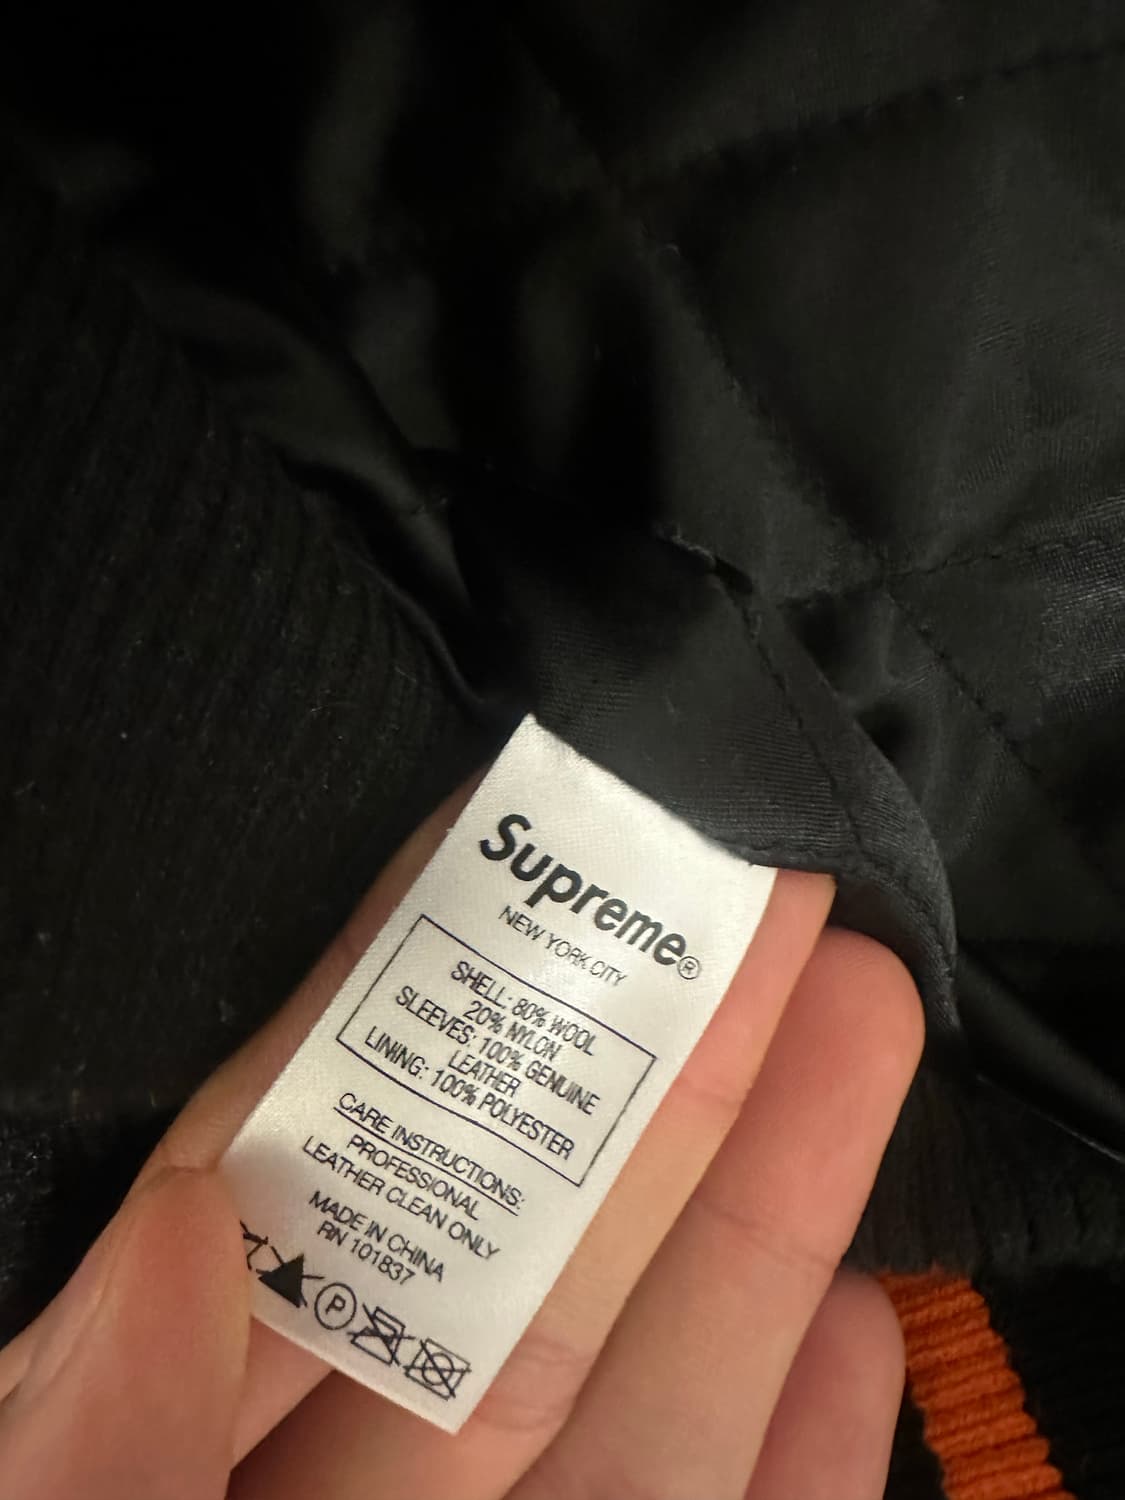 Supreme®
NEW YORK CITY
SHELL: 80% WOOL
20% NYLON
SLEEVES: 100% GENUINE
LEATHER
LINING: 100% POLYESTER
CARE INSTRUCTIONS:
PROFESSIONAL
LEATHER CLEAN ONLY
MADE IN CHINA
RN 101837
P